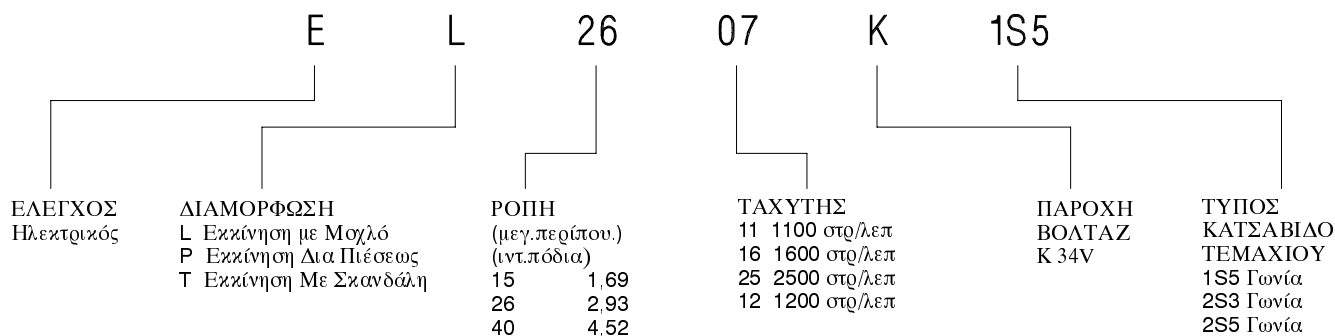 E L 26 07 K 1S5
ΕΛΕΓΧΟΣ
Ηλεκτρικός
ΔΙΑΜΟΡΦΩΣΗ
L Εκκίνηση με Μοχλό
P Εκκίνηση Δια Πιέσεως
T Εκκίνηση Με Σκανδάλη
ΡΟΠΗ
(μεγ.περίπου.)
(ιντ.πόδια)
15 1,69
26 2,93
40 4,52
ΤΑΧΥΤΗΣ
11 1100 στρ/λεπ
16 1600 στρ/λεπ
25 2500 στρ/λεπ
12 1200 στρ/λεπ
ΠΑΡΟΧΗ
ΒΟΛΤΑΖ
Κ 34V
ΤΥΠΟΣ
ΚΑΤΣΑΒΙΔΟ
ΤΕΜΑΧΙΟΥ
1S5 Γωνία
2S3 Γωνία
2S5 Γωνία